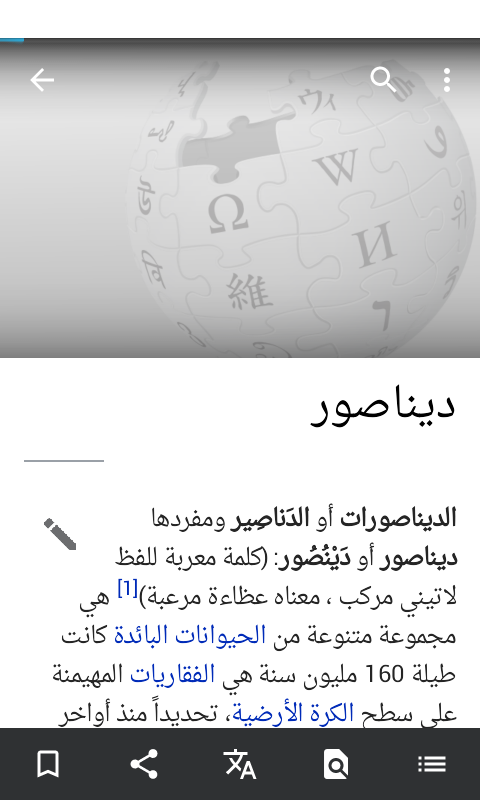 ديناصور
الديناصورات أو الدَناصِير ومفردها
ديناصور أو دَيْنُصُور: (كلمة معربة للفظ
لاتيني مركب ، معناه عظاءة مرعبة)[1] هي
مجموعة متنوعة من الحيوانات البائدة كانت
طيلة 160 مليون سنة هي الفقاريات المهيمنة
على سطح الكرة الأرضية، تحديداً منذ أواخر